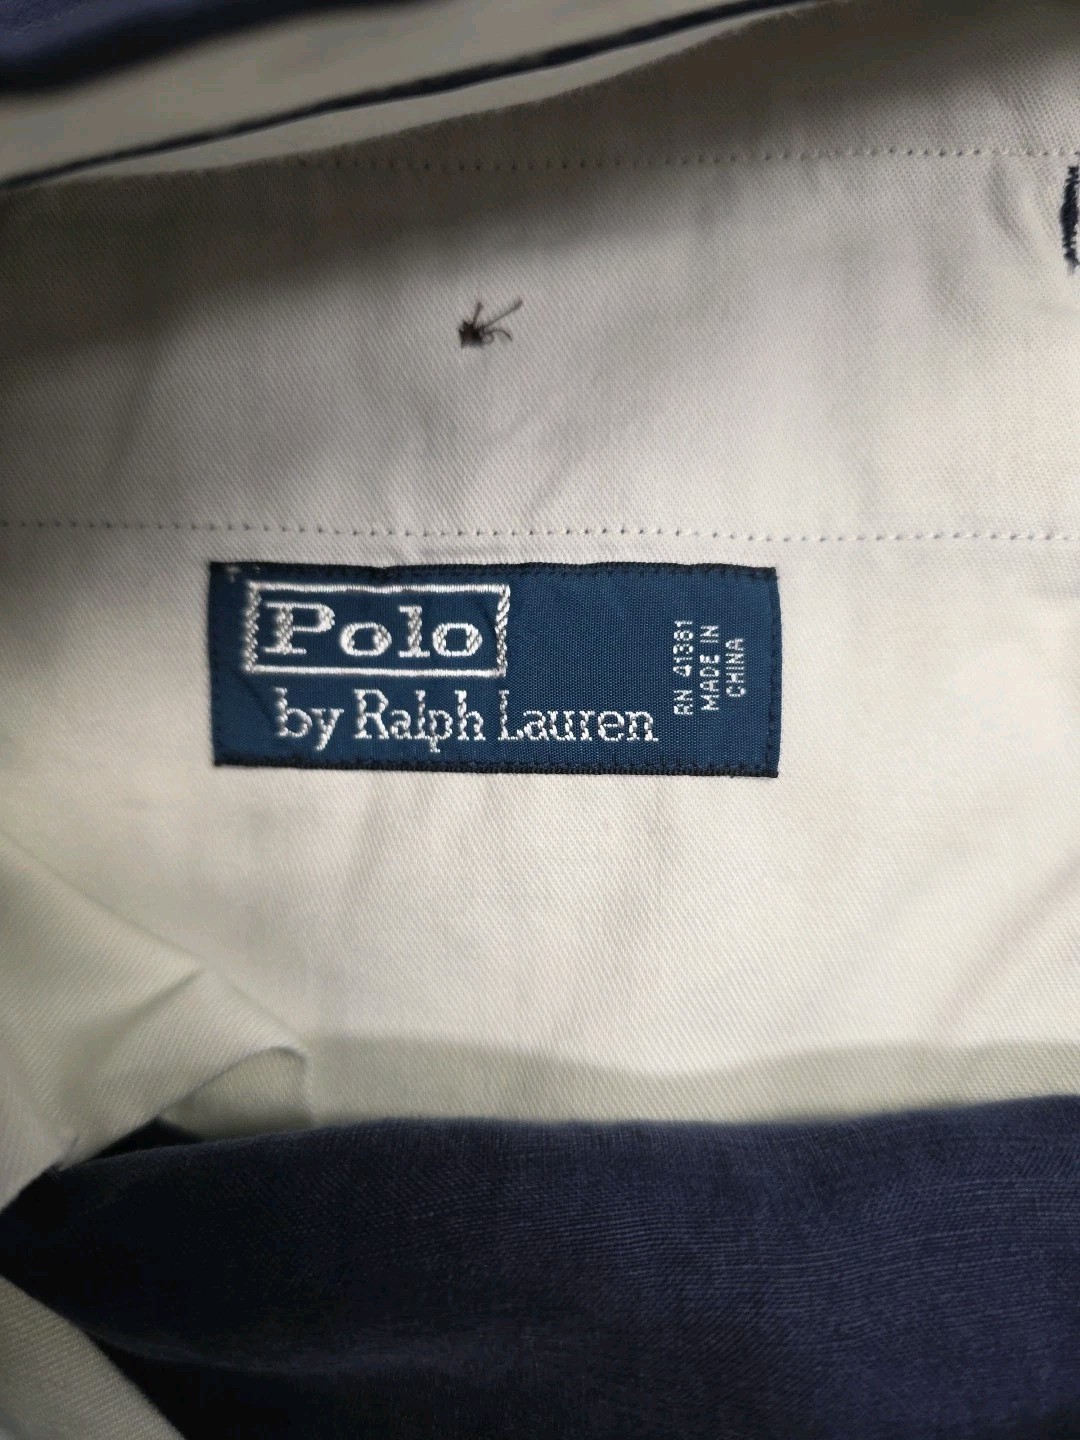 Polo
by Ralph Lauren
RN 41381
MADE IN
CHINA